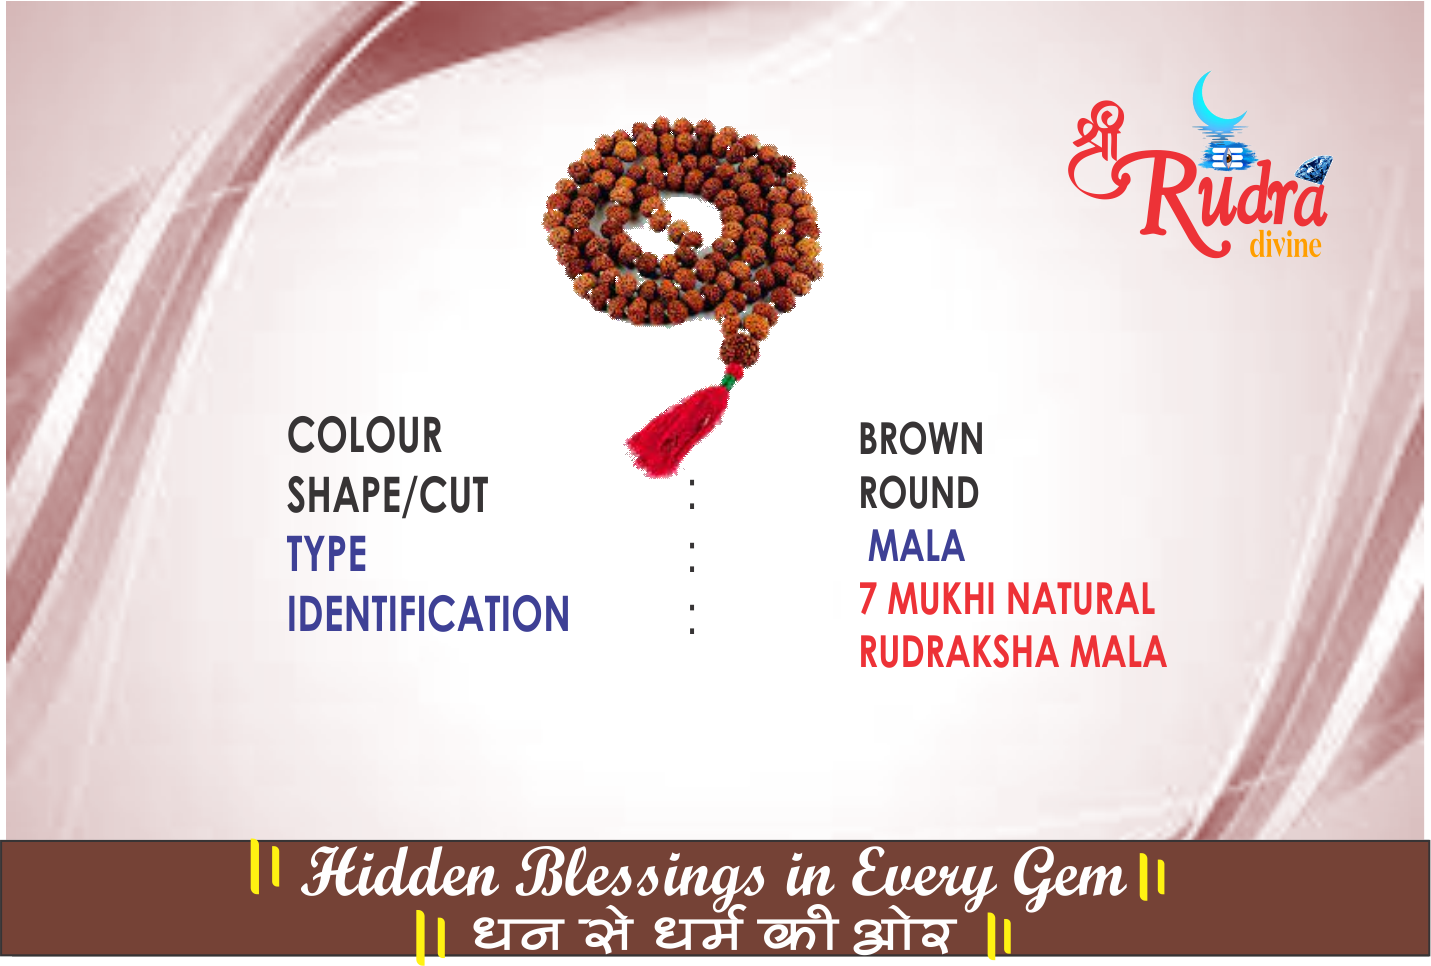 श्री
Rudra
divine
COLOUR BROWN
SHAPE/CUT : ROUND
TYPE : MALA
IDENTIFICATION : 7 MUKHI NATURAL
RUDRAKSHA MALA
|| Hidden Blessings in Every Gem ||
|| धन से धर्म की ओर ||